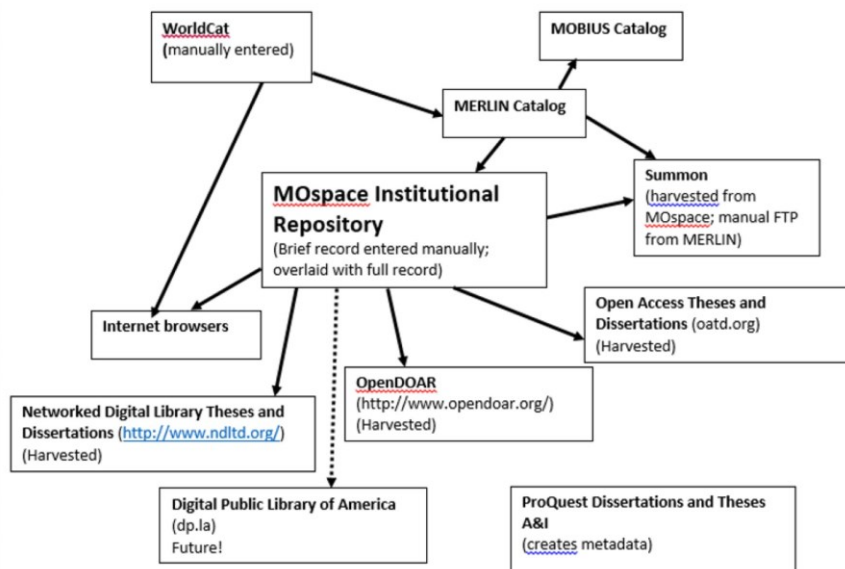 WorldCat
(manually entered)
MOBIUS Catalog
MERLIN Catalog
MOspace Institutional
Repository
(Brief record entered manually;
overlaid with full record)
Summon
(harvested from
MOspace; manual FTP
from MERLIN)
Internet browsers
Open Access Theses and
Dissertations (oatd.org)
(Harvested)
OpenDOAR
(http://www.opendoar.org/)
(Harvested)
Networked Digital Library Theses and
Dissertations (http://www.ndltd.org/)
(Harvested)
Digital Public Library of America
(dp.la)
Future!
ProQuest Dissertations and Theses
A&I
(creates metadata)